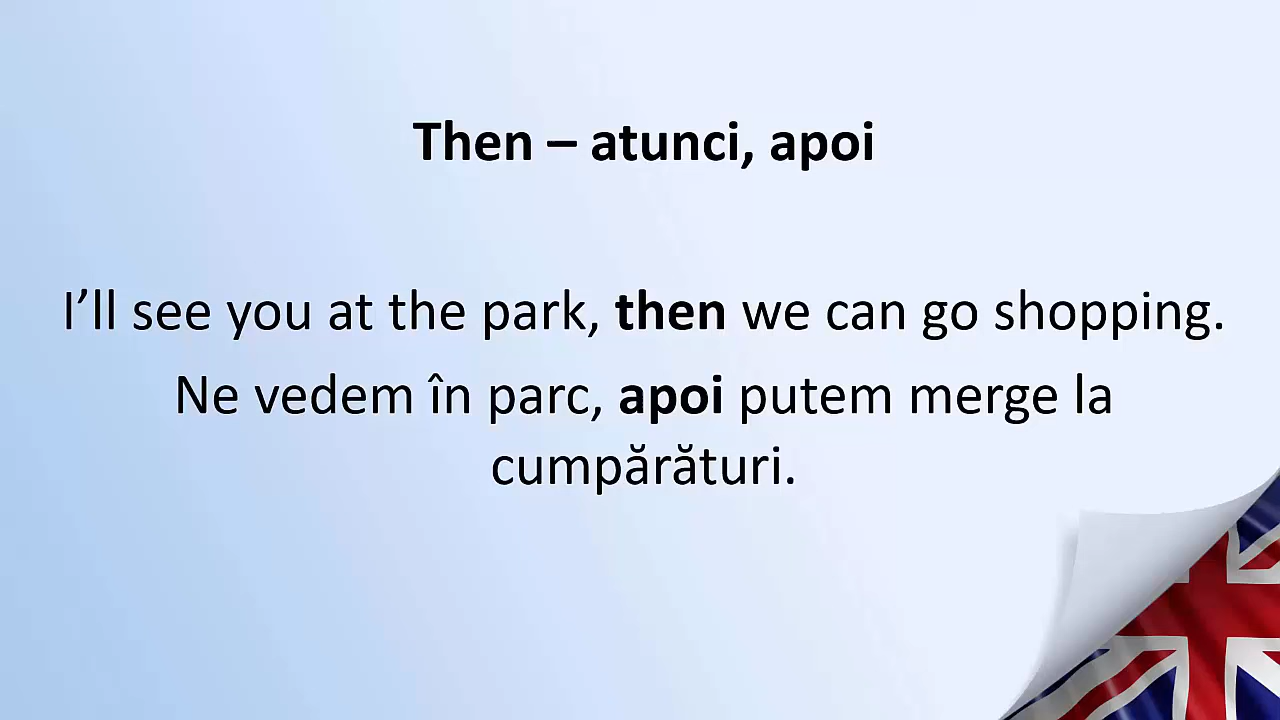 Then – atunci, apoi
I’ll see you at the park, then we can go shopping.
Ne vedem în parc, apoi putem merge la
cumpărături.